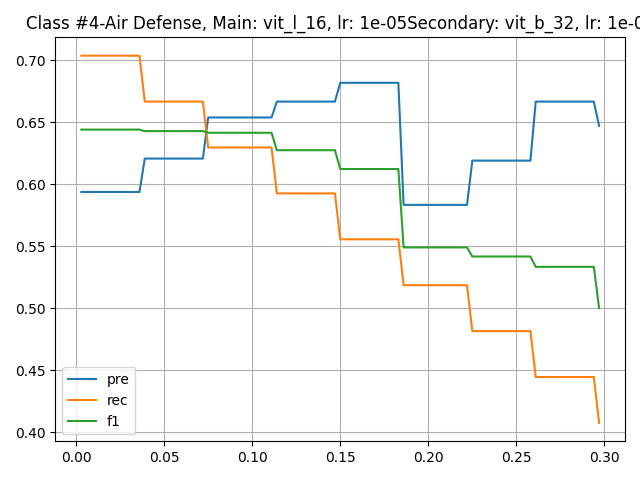 Class #4-Air Defense, Main: vit_l_16, lr: 1e-05Secondary: vit_b_32, lr: 1e-0
0.70
0.65
0.60
0.55
0.50
0.45
0.40
pre
rec
f1
0.00 0.05 0.10 0.15 0.20 0.25 0.30